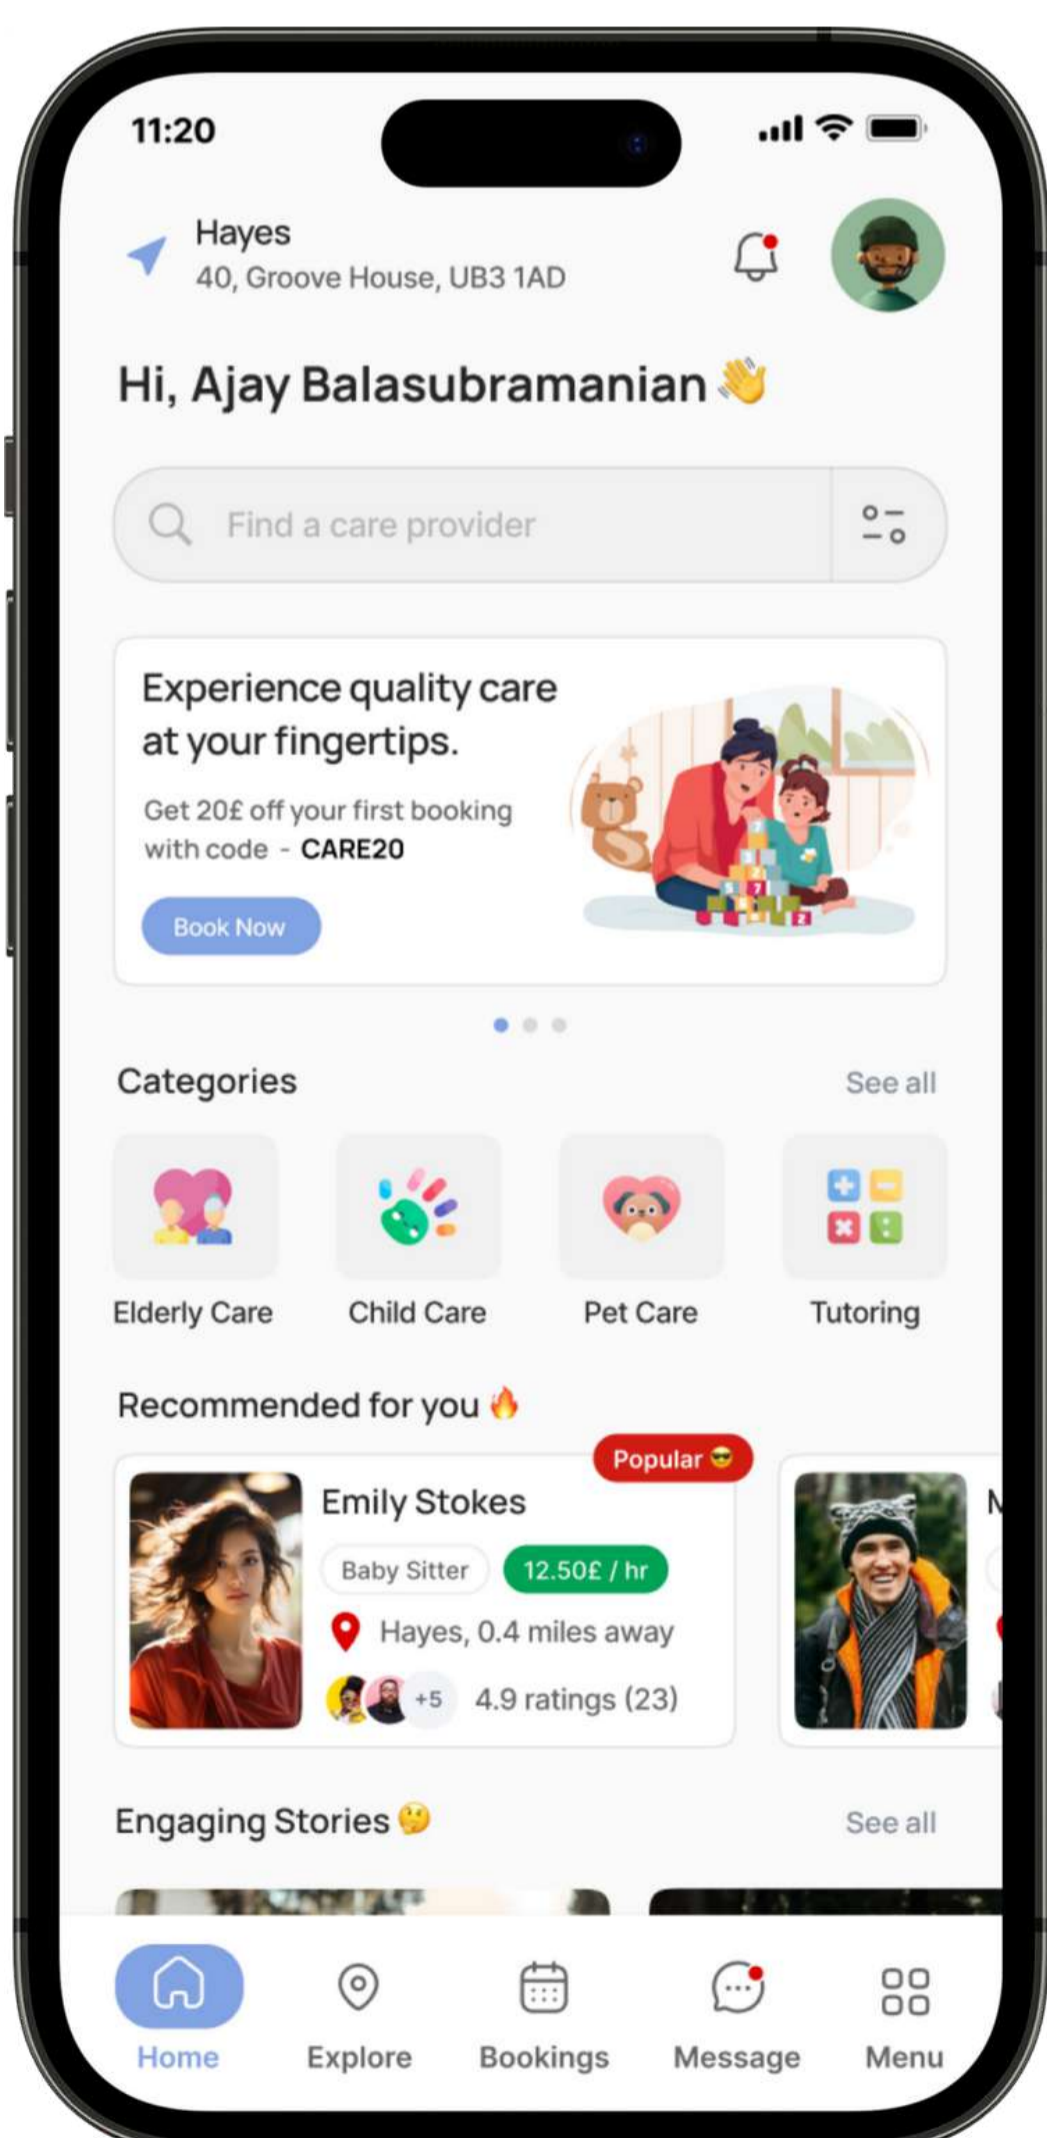 11:20
Hayes
40, Groove House, UB3 1AD
Hi, Ajay Balasubramanian 👋
Find a care provider
Experience quality care
at your fingertips.
Get 20£ off your first booking
with code - CARE20
Book Now
Categories
See all
Elderly Care
Child Care
Pet Care
Tutoring
Recommended for you 🔥
Popular 😎
Emily Stokes
Baby Sitter
12.50£ / hr
Hayes, 0.4 miles away
+5
4.9 ratings (23)
Engaging Stories 🤔
See all
Home
Explore
Bookings
Message
Menu